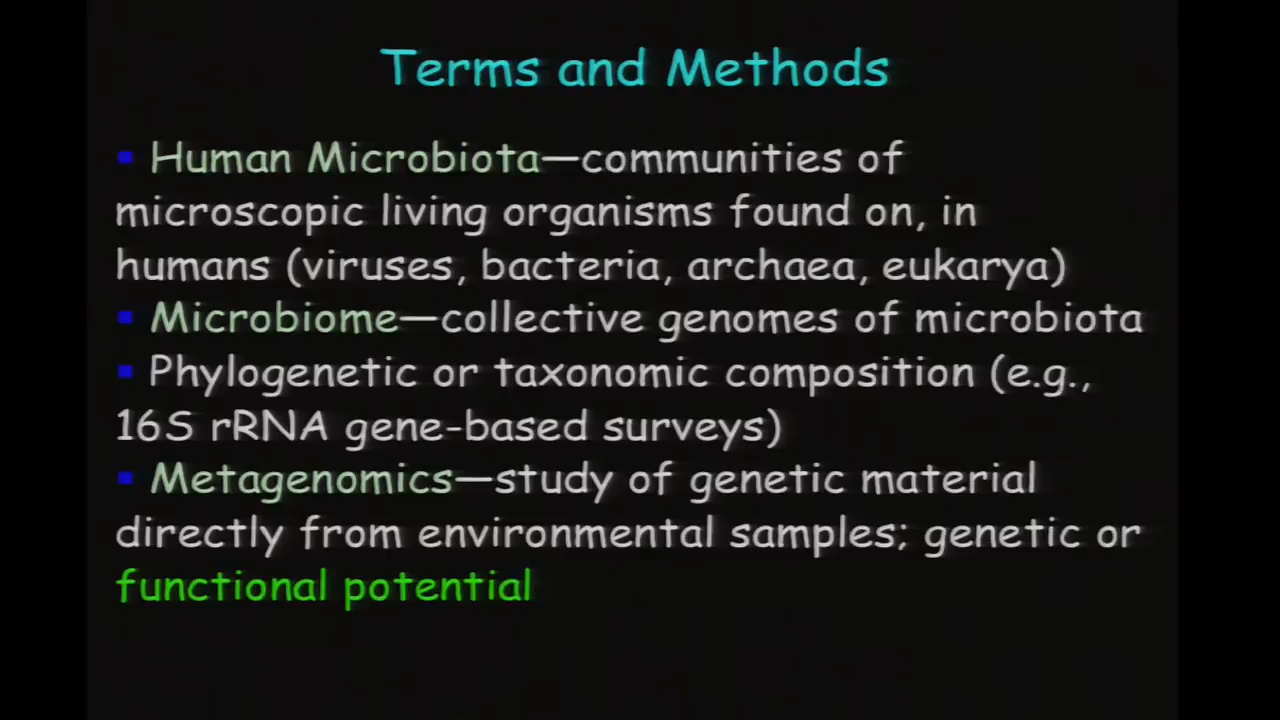 Terms and Methods
▪ Human Microbiota—communities of
microscopic living organisms found on, in
humans (viruses, bacteria, archaea, eukarya)
▪ Microbiome—collective genomes of microbiota
▪ Phylogenetic or taxonomic composition (e.g.,
16S rRNA gene-based surveys)
▪ Metagenomics—study of genetic material
directly from environmental samples; genetic or
functional potential